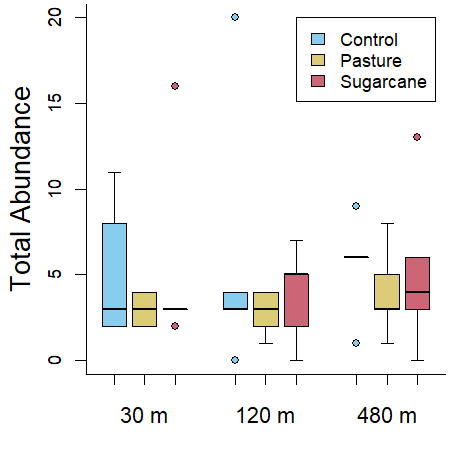 Total Abundance
20
15
10
5
0
Control
Pasture
Sugarcane
30 m
120 m
480 m